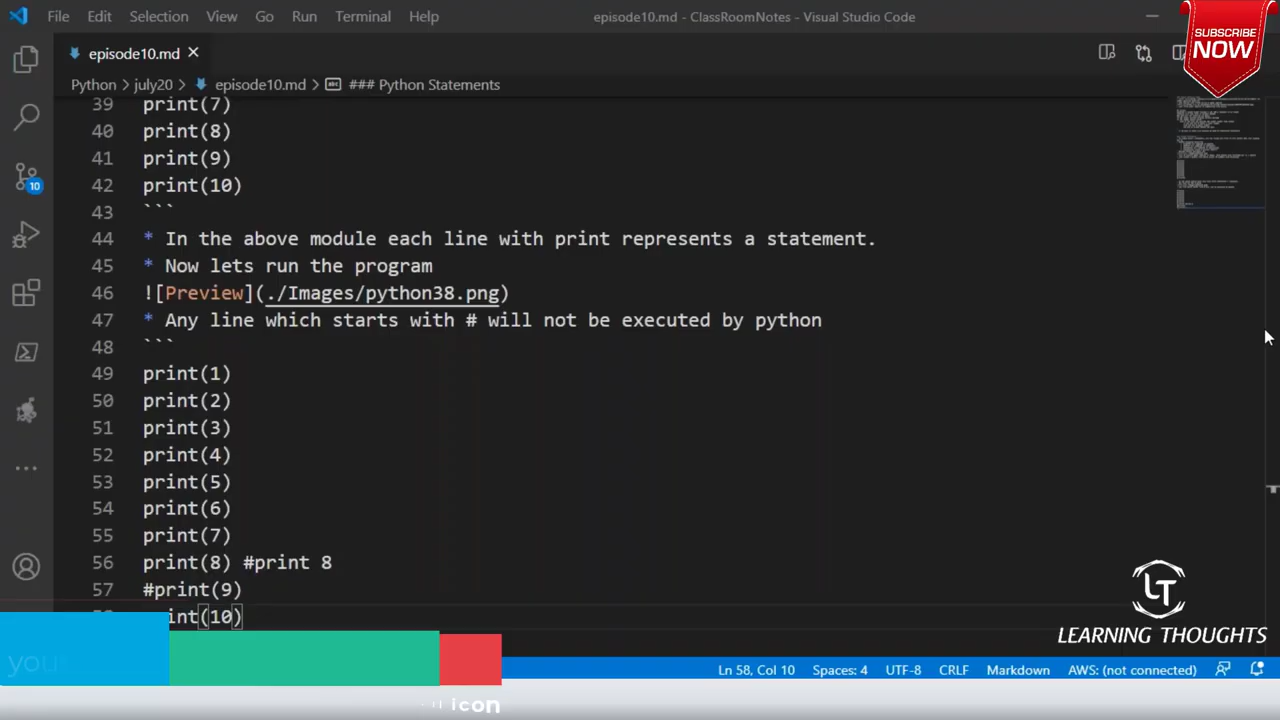 File Edit Selection View Go Run Terminal Help episode10.md - ClassRoomNotes - Visual Studio Code
SUBSCRIBE
NOW
episode10.md
Python > july20 > episode10.md > ### Python Statements
39 print(7)
40 print(8)
41 print(9)
42 print(10)
43 ```
44 * In the above module each line with print represents a statement.
45 * Now lets run the program
46 ![Preview](./Images/python38.png)
47 * Any line which starts with # will not be executed by python
48 ```
49 print(1)
50 print(2)
51 print(3)
52 print(4)
53 print(5)
54 print(6)
55 print(7)
56 print(8) #print 8
57 #print(9)
int(10)
10
LT
LEARNING THOUGHTS
Ln 58, Col 10 Spaces: 4 UTF-8 CRLF Markdown AWS: (not connected)
icon